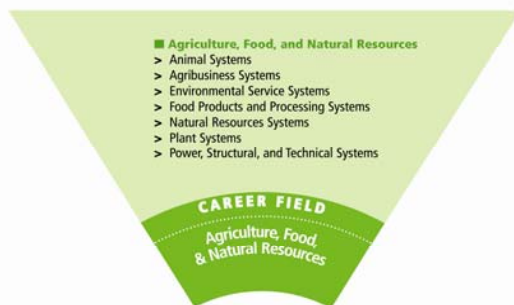 ■ Agriculture, Food, and Natural Resources
> Animal Systems
> Agribusiness Systems
> Environmental Service Systems
> Food Products and Processing Systems
> Natural Resources Systems
> Plant Systems
> Power, Structural, and Technical Systems
CAREER FIELD
Agriculture, Food,
& Natural Resources